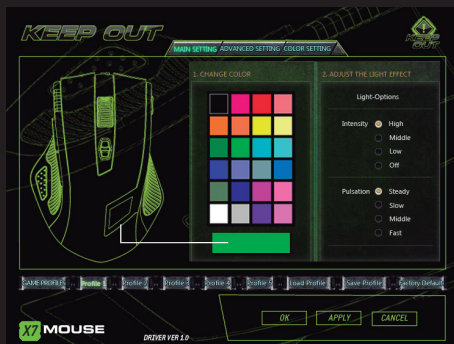 KEEP OUT
KEEP OUT
MAIN SETTING ADVANCED SETTING COLOR SETTING
1. CHANGE COLOR
2. ADJUST THE LIGHT EFFECT
Light-Options
Intensity High
Middle
Low
Off
Pulsation Steady
Slow
Middle
Fast
GAME PROFILES Profile 1 Profile 2 Profile 3 Profile 4 Profile 5 Load Profile Save Profile Factory Default
OK APPLY CANCEL
X7 MOUSE
DRIVER VER 1.0